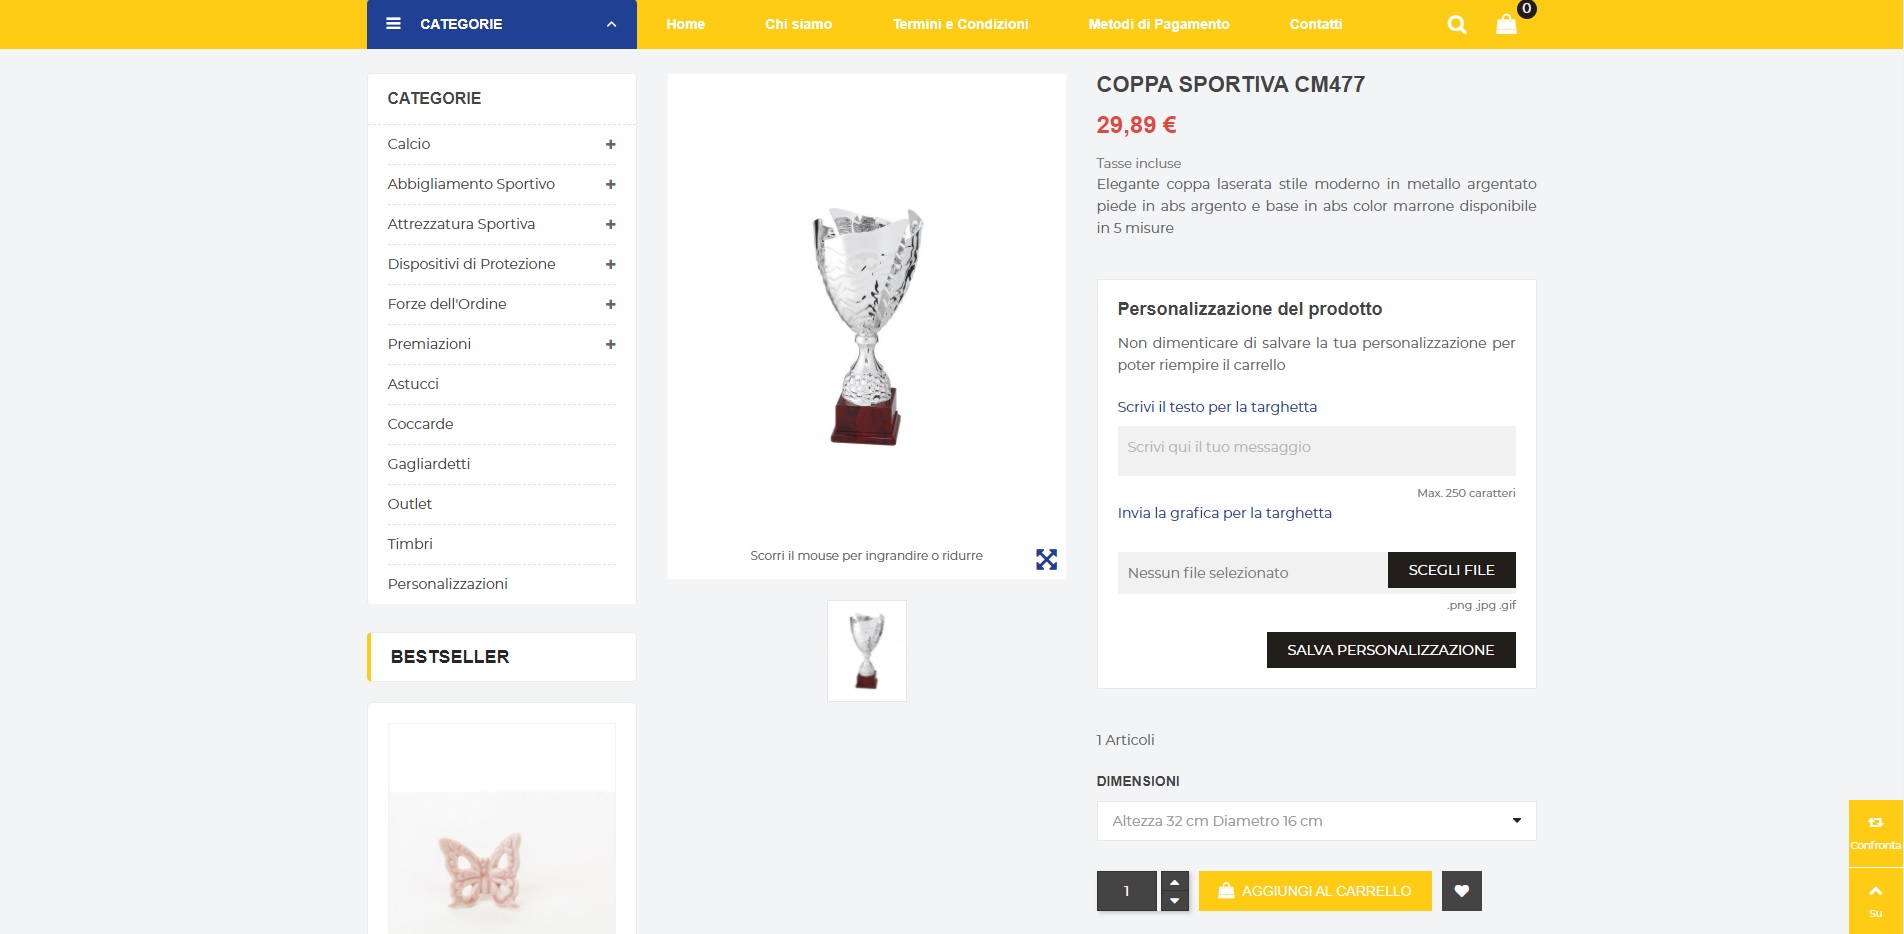 CATEGORIE
Home
Chi siamo
Termini e Condizioni
Metodi di Pagamento
Contatti
0
CATEGORIE
Calcio
Abbigliamento Sportivo
Attrezzatura Sportiva
Dispositivi di Protezione
Forze dell'Ordine
Premiazioni
Astucci
Coccarde
Gagliardetti
Outlet
Timbri
Personalizzazioni
BESTSELLER
Scorri il mouse per ingrandire o ridurre
COPPA SPORTIVA CM477
29,89 €
Tasse incluse
Elegante coppa laserata stile moderno in metallo argentato
piede in abs argento e base in abs color marrone disponibile
in 5 misure
Personalizzazione del prodotto
Non dimenticare di salvare la tua personalizzazione per
poter riempire il carrello
Scrivi il testo per la targhetta
Scrivi qui il tuo messaggio
Max. 250 caratteri
Invia la grafica per la targhetta
Nessun file selezionato
SCEGLI FILE
.png .jpg .gif
SALVA PERSONALIZZAZIONE
1 Articoli
DIMENSIONI
Altezza 32 cm Diametro 16 cm
1
AGGIUNGI AL CARRELLO
Confronta
Su